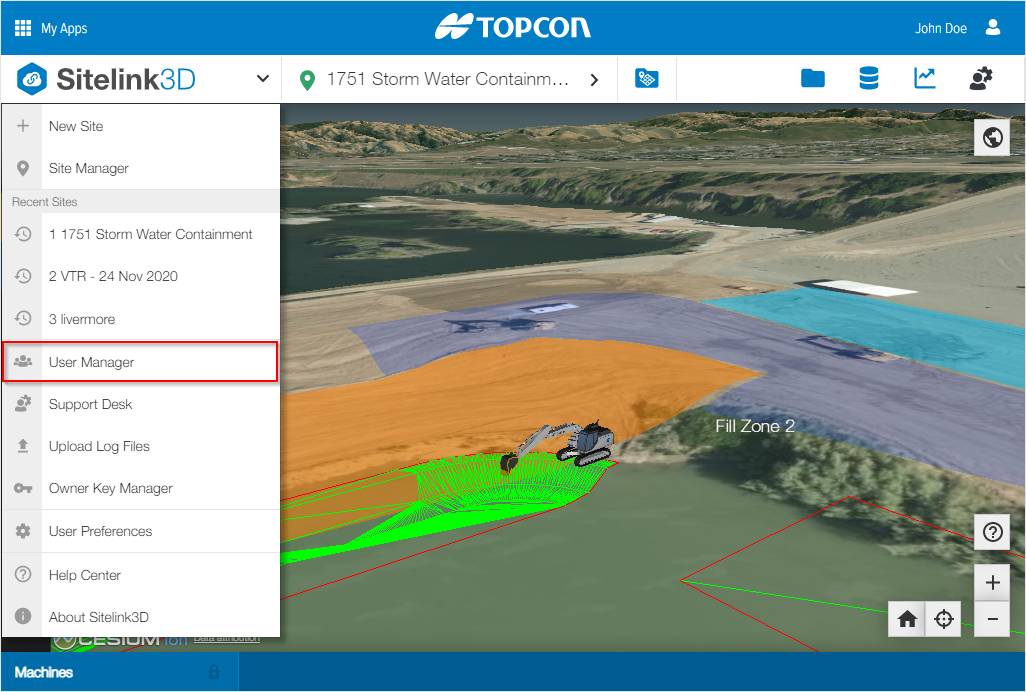 My Apps
TOPCON
John Doe
Sitelink3D
1751 Storm Water Containm...
New Site
Site Manager
Recent Sites
1 1751 Storm Water Containment
2 VTR - 24 Nov 2020
3 livermore
User Manager
Support Desk
Upload Log Files
Owner Key Manager
User Preferences
Help Center
About Sitelink3D
Fill Zone 2
CESIUM ion
Data attribution
Machines